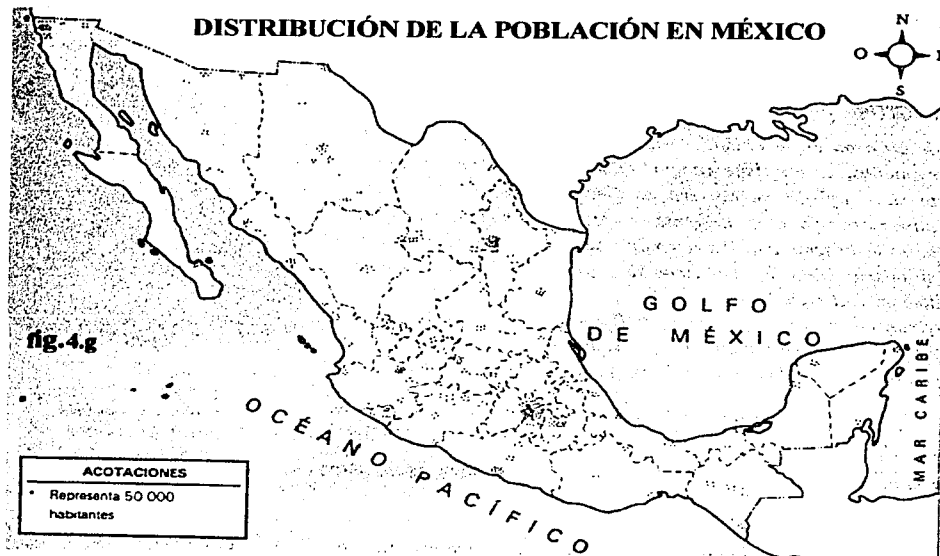 DISTRIBUCIÓN DE LA POBLACIÓN EN MÉXICO
N
O
S
GOLFO
DE MÉXICO
MAR CARIBE
fig.4.g
OCÉANO PACÍFICO
ACOTACIONES
• Representa 50 000
habitantes